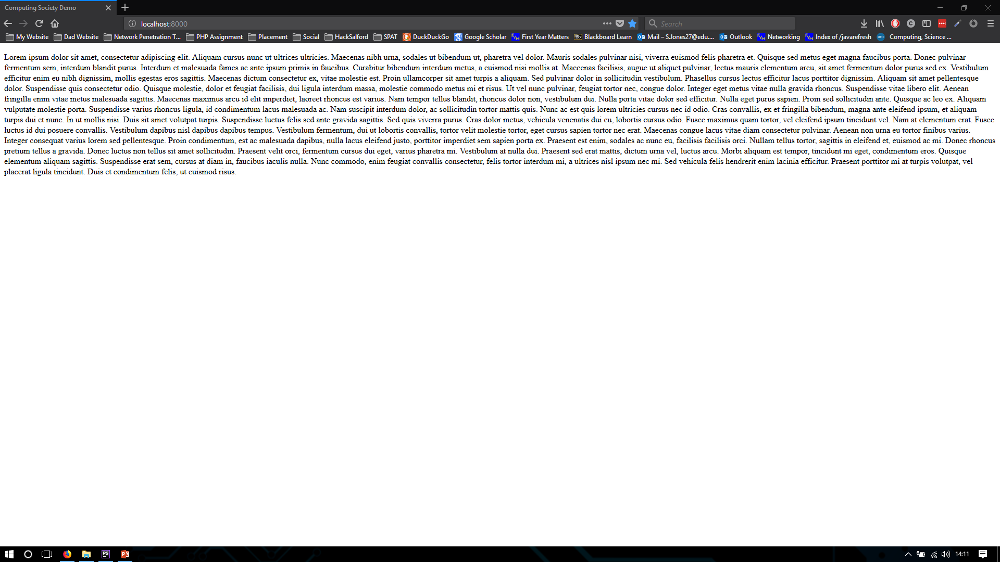 Computing Society Demo
localhost:8000
Search
My Website Dad Website Network Penetration T... PHP Assignment Placement Social HackSalford SPAT DuckDuckGo Google Scholar First Year Matters Blackboard Learn Mail – SJones27@edu.... Outlook Networking Index of /javarefresh Computing, Science ...
Lorem ipsum dolor sit amet, consectetur adipiscing elit. Aliquam cursus nunc ut ultrices ultricies. Maecenas nibh urna, sodales ut bibendum ut, pharetra vel dolor. Mauris sodales pulvinar nisi, viverra euismod felis pharetra et. Quisque sed metus eget magna faucibus porta. Donec pulvinar
fermentum sem, interdum blandit purus. Interdum et malesuada fames ac ante ipsum primis in faucibus. Curabitur bibendum interdum metus, a euismod nisi mollis at. Maecenas facilisis, augue ut aliquet pulvinar, lectus mauris elementum arcu, sit amet fermentum dolor purus sed ex. Vestibulum
efficitur enim eu nibh dignissim, mollis egestas eros sagittis. Maecenas dictum consectetur ex, vitae molestie est. Proin ullamcorper sit amet turpis a aliquam. Sed pulvinar dolor in sollicitudin vestibulum. Phasellus cursus lectus efficitur lacus porttitor dignissim. Aliquam sit amet pellentesque
dolor. Suspendisse quis consectetur odio. Quisque molestie, dolor et feugiat facilisis, dui ligula interdum massa, molestie commodo metus mi et risus. Ut vel nunc pulvinar, feugiat tortor nec, congue dolor. Integer eget metus vitae nulla gravida rhoncus. Suspendisse vitae libero elit. Aenean
fringilla enim vitae metus malesuada sagittis. Maecenas maximus arcu id elit imperdiet, laoreet rhoncus est varius. Nam tempor tellus blandit, rhoncus dolor non, vestibulum dui. Nulla porta vitae dolor sed efficitur. Nulla eget purus sapien. Proin sed sollicitudin ante. Quisque ac leo ex. Aliquam
vulputate molestie porta. Suspendisse varius rhoncus ligula, id condimentum lacus malesuada ac. Nam suscipit interdum dolor, ac sollicitudin tortor mattis quis. Nunc ac est quis lorem ultricies cursus nec id odio. Cras convallis, ex et fringilla bibendum, magna ante eleifend ipsum, et aliquam
turpis dui et nunc. In ut mollis nisi. Duis sit amet volutpat turpis. Suspendisse luctus felis sed ante gravida sagittis. Sed quis viverra purus. Cras dolor metus, vehicula venenatis dui eu, lobortis cursus odio. Fusce maximus quam tortor, vel eleifend ipsum tincidunt vel. Nam at elementum erat. Fusce
luctus id dui posuere convallis. Vestibulum dapibus nisl dapibus dapibus tempus. Vestibulum fermentum, dui ut lobortis convallis, tortor velit molestie tortor, eget cursus sapien tortor nec erat. Maecenas congue lacus vitae diam consectetur pulvinar. Aenean non urna eu tortor finibus varius.
Integer consequat varius lorem sed pellentesque. Proin condimentum, est ac malesuada dapibus, nulla lacus eleifend justo, porttitor imperdiet sem sapien porta ex. Praesent est enim, sodales ac nunc eu, facilisis facilisis orci. Nullam tellus tortor, sagittis in eleifend et, euismod ac mi. Donec rhoncus
pretium tellus a gravida. Donec luctus non tellus sit amet sollicitudin. Praesent velit orci, fermentum cursus dui eget, varius pharetra mi. Vestibulum at nulla dui. Praesent sed erat mattis, dictum urna vel, luctus arcu. Morbi aliquam est tempor, tincidunt mi eget, condimentum eros. Quisque
elementum aliquam sagittis. Suspendisse erat sem, cursus at diam in, faucibus iaculis nulla. Nunc commodo, enim feugiat convallis consectetur, felis tortor interdum mi, a ultrices nisl ipsum nec mi. Sed vehicula felis hendrerit enim lacinia efficitur. Praesent porttitor mi at turpis volutpat, vel
placerat ligula tincidunt. Duis et condimentum felis, ut euismod risus.
14:11